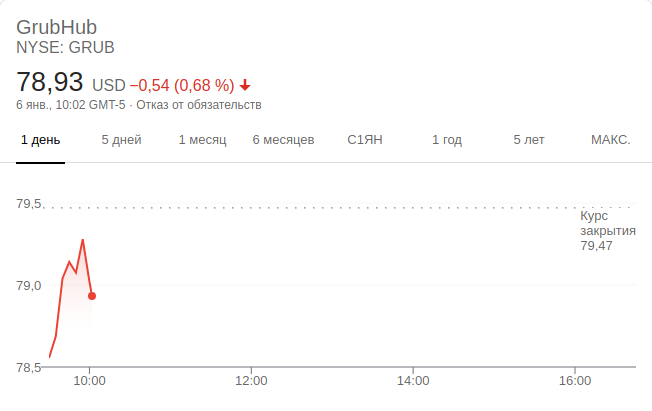 GrubHub
NYSE: GRUB
78,93 USD −0,54 (0,68 %)
6 янв., 10:02 GMT-5 · Отказ от обязательств
1 день 5 дней 1 месяц 6 месяцев С1ЯН 1 год 5 лет МАКС.
79,5
Курс
закрытия
79,47
79,0
78,5
10:00 12:00 14:00 16:00